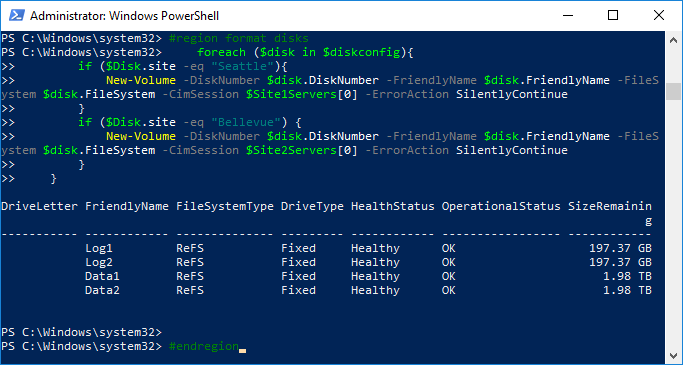 Administrator: Windows PowerShell
PS C:\Windows\system32> #region format disks
PS C:\Windows\system32>     foreach ($disk in $diskconfig){
>>         if ($Disk.site -eq "Seattle"){
>>             New-Volume -DiskNumber $disk.DiskNumber -FriendlyName $disk.FriendlyName -FileS
ystem $disk.FileSystem -CimSession $Site1Servers[0] -ErrorAction SilentlyContinue
>>         }
>>         if ($Disk.site -eq "Bellevue") {
>>             New-Volume -DiskNumber $disk.DiskNumber -FriendlyName $disk.FriendlyName -FileS
ystem $disk.FileSystem -CimSession $Site2Servers[0] -ErrorAction SilentlyContinue
>>         }
>>     }
DriveLetter FriendlyName FileSystemType DriveType HealthStatus OperationalStatus SizeRemainin
g
----------- ------------ -------------- --------- ------------ ----------------- ------------
Log1 ReFS Fixed Healthy OK 197.37 GB
Log2 ReFS Fixed Healthy OK 197.37 GB
Data1 ReFS Fixed Healthy OK 1.98 TB
Data2 ReFS Fixed Healthy OK 1.98 TB
PS C:\Windows\system32>
PS C:\Windows\system32> #endregion